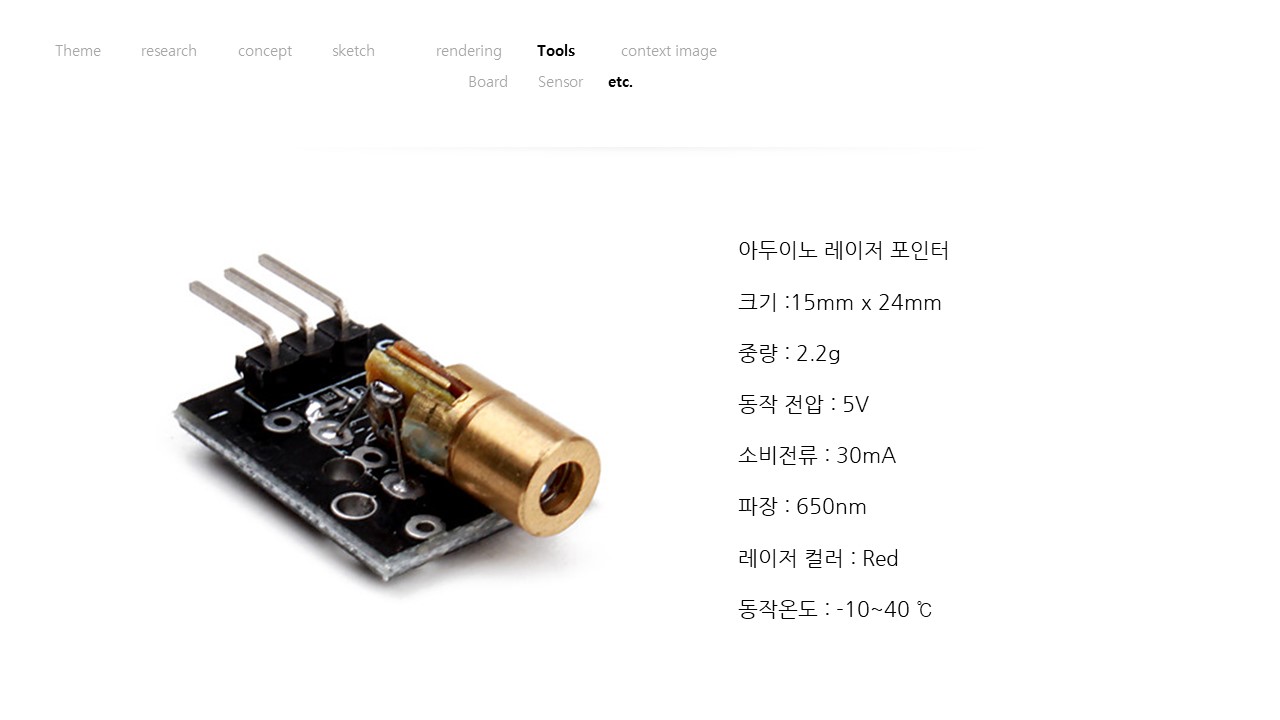 Theme research concept sketch rendering Tools context image
Board Sensor etc.
아두이노 레이저 포인터
크기 :15mm x 24mm
중량 : 2.2g
동작 전압 : 5V
소비전류 : 30mA
파장 : 650nm
레이저 컬러 : Red
동작온도 : -10~40 ℃